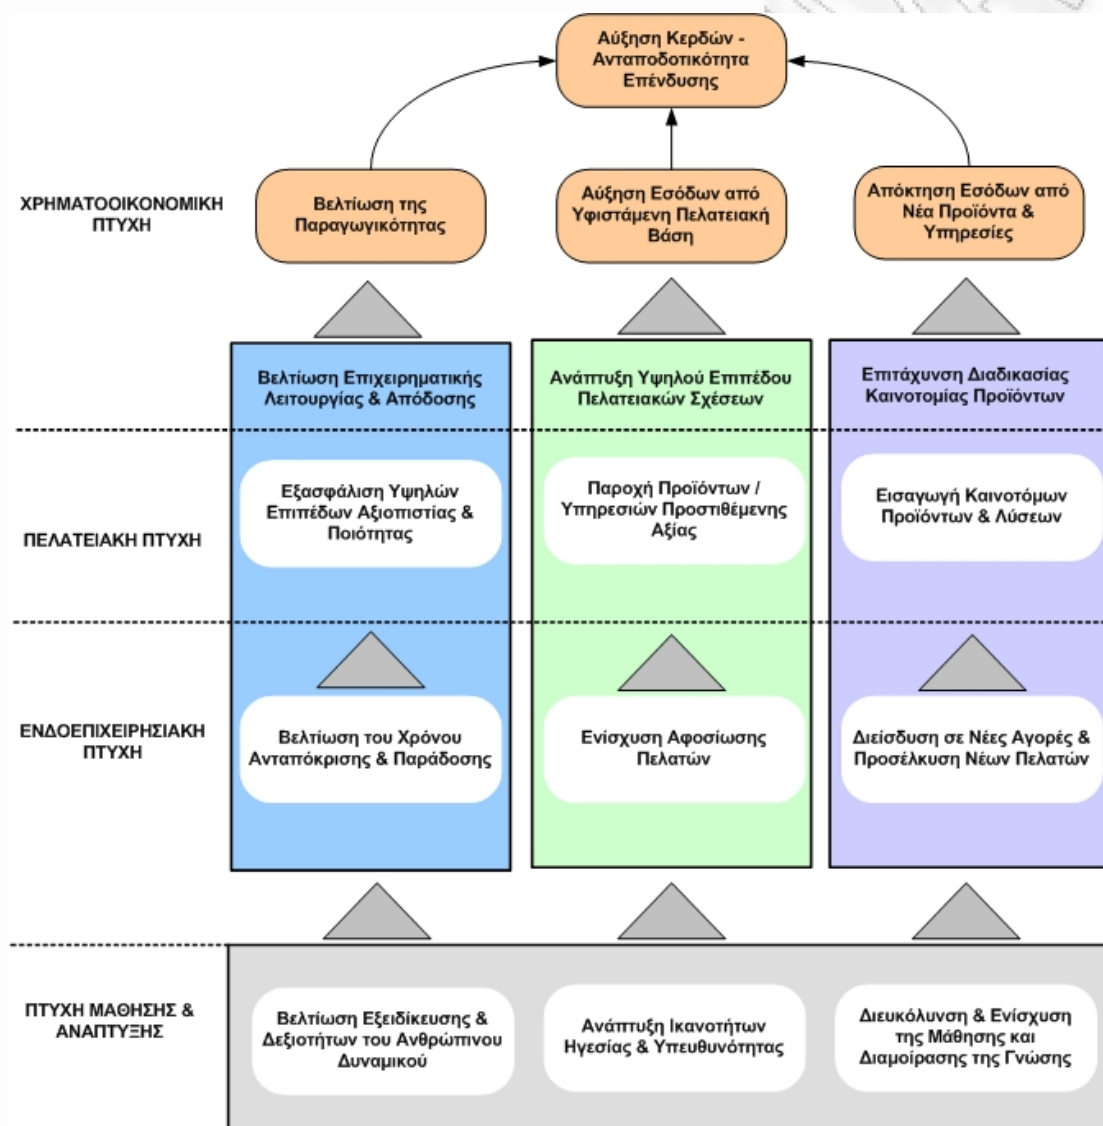 Αύξηση Κερδών -
Ανταποδοτικότητα
Επένδυσης
ΧΡΗΜΑΤΟΟΙΚΟΝΟΜΙΚΗ
ΠΤΥΧΗ
Βελτίωση της
Παραγωγικότητας
Αύξηση Εσόδων από
Υφιστάμενη Πελατειακή
Βάση
Απόκτηση Εσόδων από
Νέα Προϊόντα &
Υπηρεσίες
Βελτίωση Επιχειρηματικής
Λειτουργίας & Απόδοσης
Ανάπτυξη Υψηλού Επιπέδου
Πελατειακών Σχέσεων
Επιτάχυνση Διαδικασίας
Καινοτομίας Προϊόντων
ΠΕΛΑΤΕΙΑΚΗ ΠΤΥΧΗ
Εξασφάλιση Υψηλών
Επιπέδων Αξιοπιστίας &
Ποιότητας
Παροχή Προϊόντων /
Υπηρεσιών Προστιθέμενης
Αξίας
Εισαγωγή Καινοτόμων
Προϊόντων & Λύσεων
ΕΝΔΟΕΠΙΧΕΙΡΗΣΙΑΚΗ
ΠΤΥΧΗ
Βελτίωση του Χρόνου
Ανταπόκρισης & Παράδοσης
Ενίσχυση Αφοσίωσης
Πελατών
Διείσδυση σε Νέες Αγορές &
Προσέλκυση Νέων Πελατών
ΠΤΥΧΗ ΜΑΘΗΣΗΣ &
ΑΝΑΠΤΥΞΗΣ
Βελτίωση Εξειδίκευσης &
Δεξιοτήτων του Ανθρώπινου
Δυναμικού
Ανάπτυξη Ικανοτήτων
Ηγεσίας & Υπευθυνότητας
Διευκόλυνση & Ενίσχυση
της Μάθησης και
Διαμοίρασης της Γνώσης